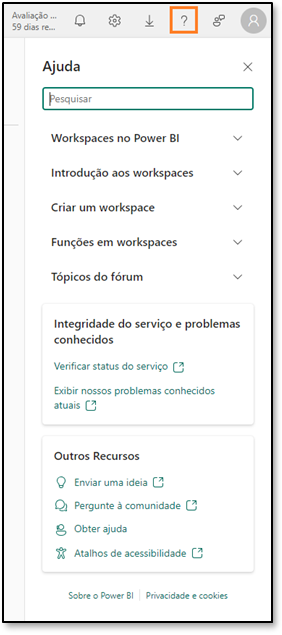 Avaliação ...
59 dias re...
?
Ajuda
Pesquisar
Workspaces no Power BI
Introdução aos workspaces
Criar um workspace
Funções em workspaces
Tópicos do fórum
Integridade do serviço e problemas
conhecidos
Verificar status do serviço
Exibir nossos problemas conhecidos
atuais
Outros Recursos
Enviar uma ideia
Pergunte à comunidade
Obter ajuda
Atalhos de acessibilidade
Sobre o Power BI
Privacidade e cookies